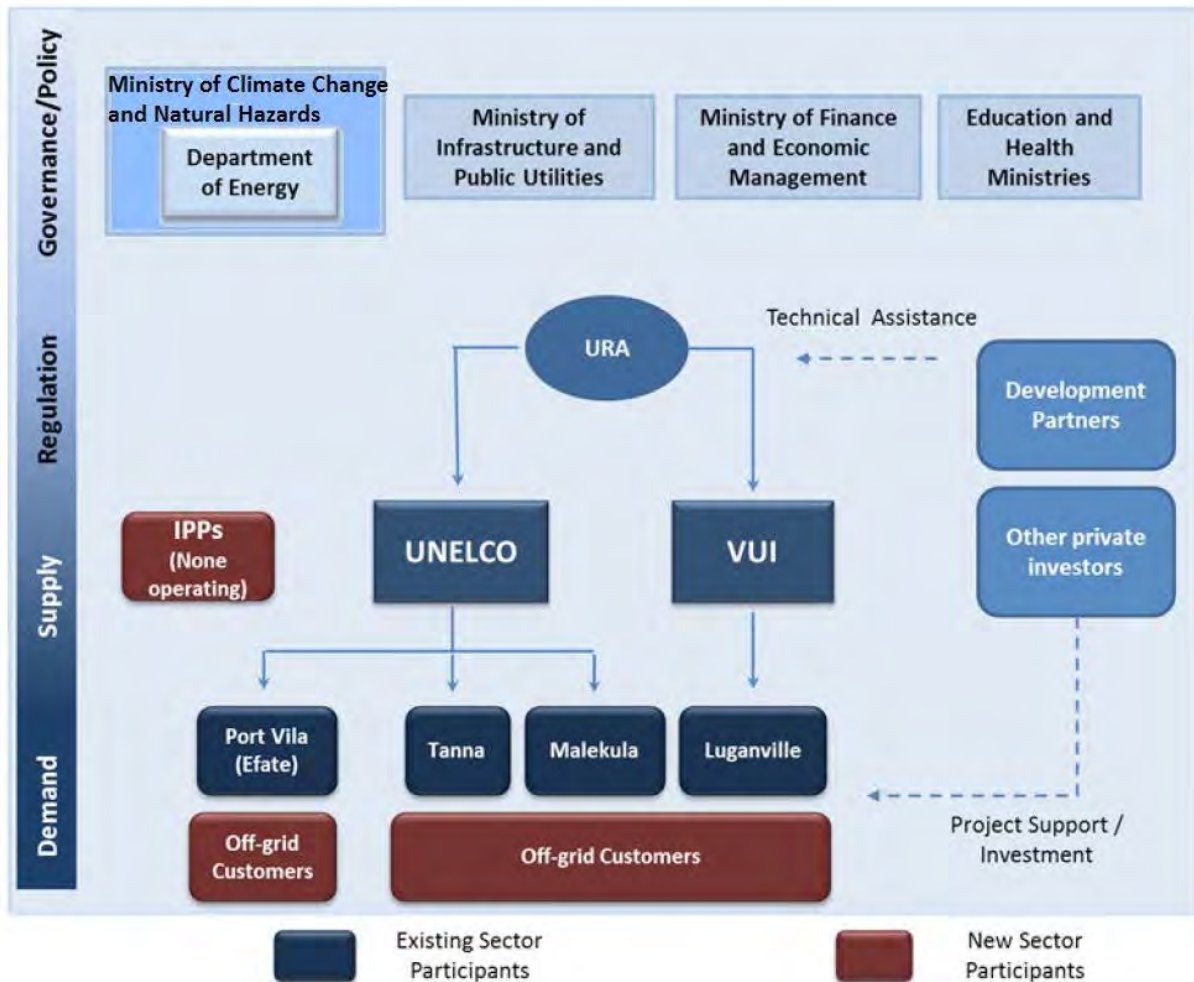 Governance/Policy
Ministry of Climate Change
and Natural Hazards
Department
of Energy
Ministry of
Infrastructure and
Public Utilities
Ministry of Finance
and Economic
Management
Education and
Health
Ministries
Regulation
URA
Technical Assistance
Development
Partners
Supply
IPPs
(None
operating)
UNELCO
VUI
Other private
investors
Demand
Port Vila
(Efate)
Tanna
Malekula
Luganville
Off-grid
Customers
Off-grid Customers
Project Support /
Investment
Existing Sector
Participants
New Sector
Participants